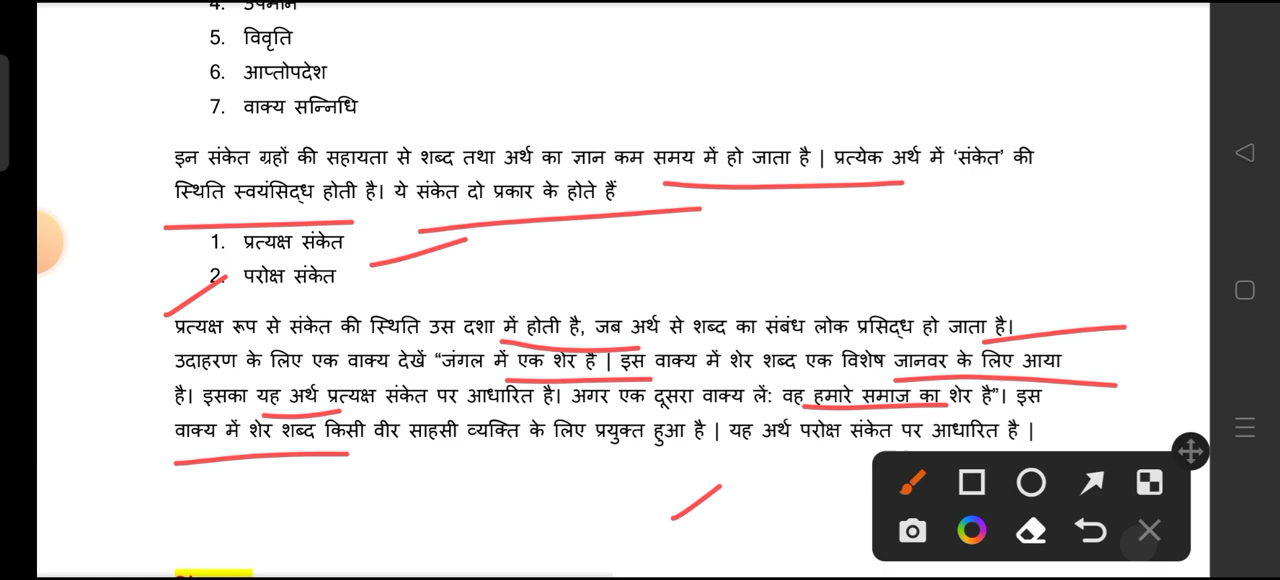 4. उपमान
5. विवृति
6. आप्तोपदेश
7. वाक्य सन्निधि
इन संकेत ग्रहों की सहायता से शब्द तथा अर्थ का ज्ञान कम समय में हो जाता है | प्रत्येक अर्थ में ‘संकेत’ की
स्थिति स्वयंसिद्ध होती है। ये संकेत दो प्रकार के होते हैं
1. प्रत्यक्ष संकेत
2. परोक्ष संकेत
प्रत्यक्ष रूप से संकेत की स्थिति उस दशा में होती है, जब अर्थ से शब्द का संबंध लोक प्रसिद्ध हो जाता है।
उदाहरण के लिए एक वाक्य देखें “जंगल में एक शेर है | इस वाक्य में शेर शब्द एक विशेष जानवर के लिए आया
है। इसका यह अर्थ प्रत्यक्ष संकेत पर आधारित है। अगर एक दूसरा वाक्य लें: वह हमारे समाज का शेर है”। इस
वाक्य में शेर शब्द किसी वीर साहसी व्यक्ति के लिए प्रयुक्त हुआ है | यह अर्थ परोक्ष संकेत पर आधारित है |